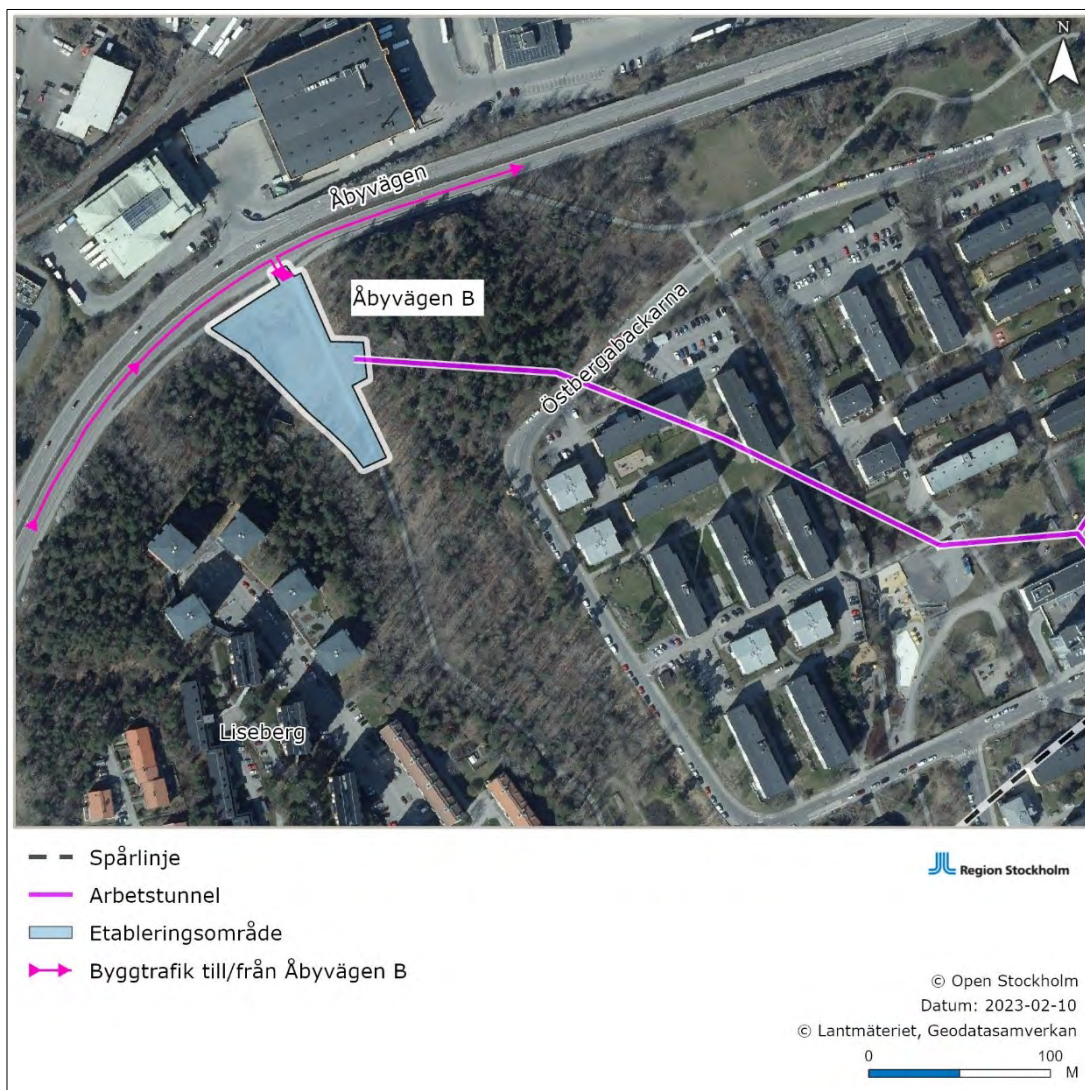 N
Åbyvägen
Åbyvägen B
Östbergabackarna
Liseberg
Spårlinje
Arbetstunnel
Etableringsområde
Byggtrafik till/från Åbyvägen B
Region Stockholm
© Open Stockholm
Datum: 2023-02-10
© Lantmäteriet, Geodatasamverkan
0 100
M